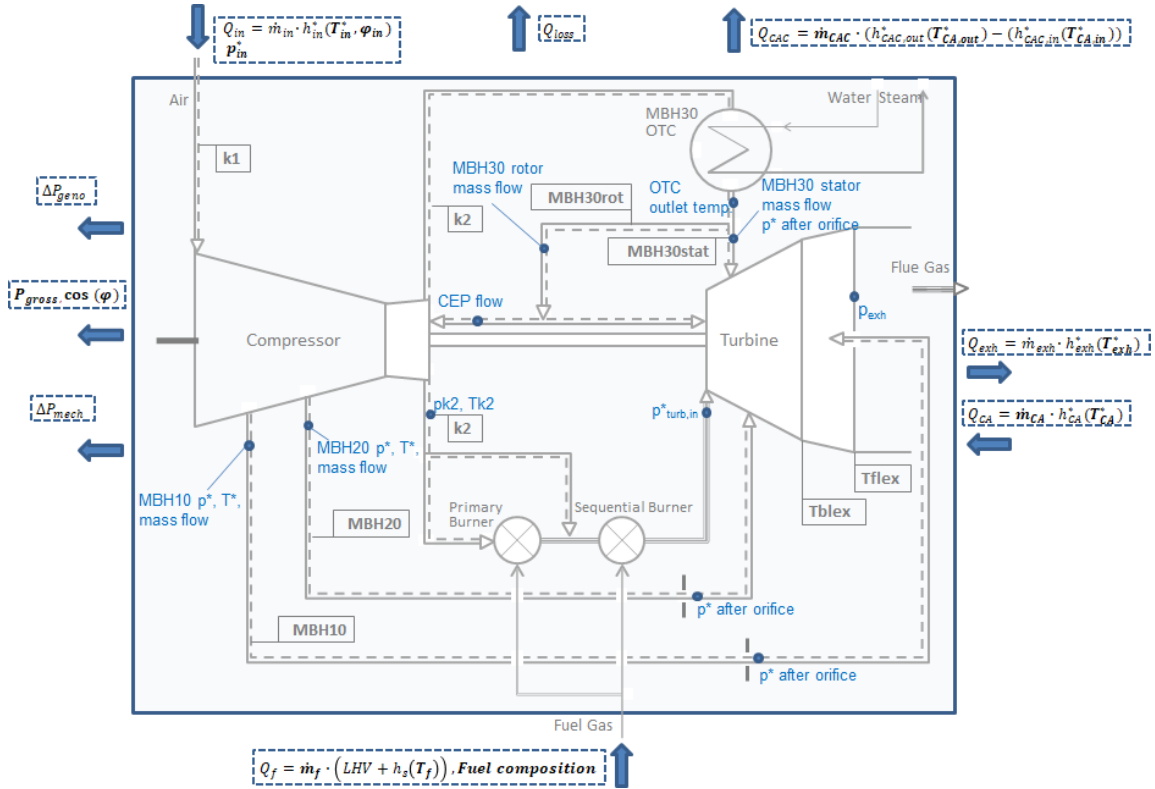 Q_in = ṁ_in · h*_in(T*_in, φ_in)
p*_in
Q_loss
Q_CAC = ṁ_CAC · (h*_CAC,out(T*_CA,out) − (h*_CAC,in(T*_CA,in))
Air
MBH30
OTC
Water Steam
k1
MBH30 rotor
mass flow
MBH30rot
OTC
outlet temp
MBH30 stator
mass flow
p* after orifice
ΔP_geno
k2
MBH30stat
Flue Gas
P_gross, cos (φ)
CEP flow
p_exh
Compressor
Turbine
Q_exh = ṁ_exh · h*_exh(T*_exh)
ΔP_mech
pk2, Tk2
k2
p*_turb,in
Q_CA = ṁ_CA · h*_CA(T*_CA)
MBH20 p*, T*,
mass flow
MBH10 p*, T*,
mass flow
Tflex
Tblex
Primary
Burner
Sequential Burner
MBH20
p* after orifice
MBH10
p* after orifice
Fuel Gas
Q_f = ṁ_f · (LHV + h_s(T_f)), Fuel composition